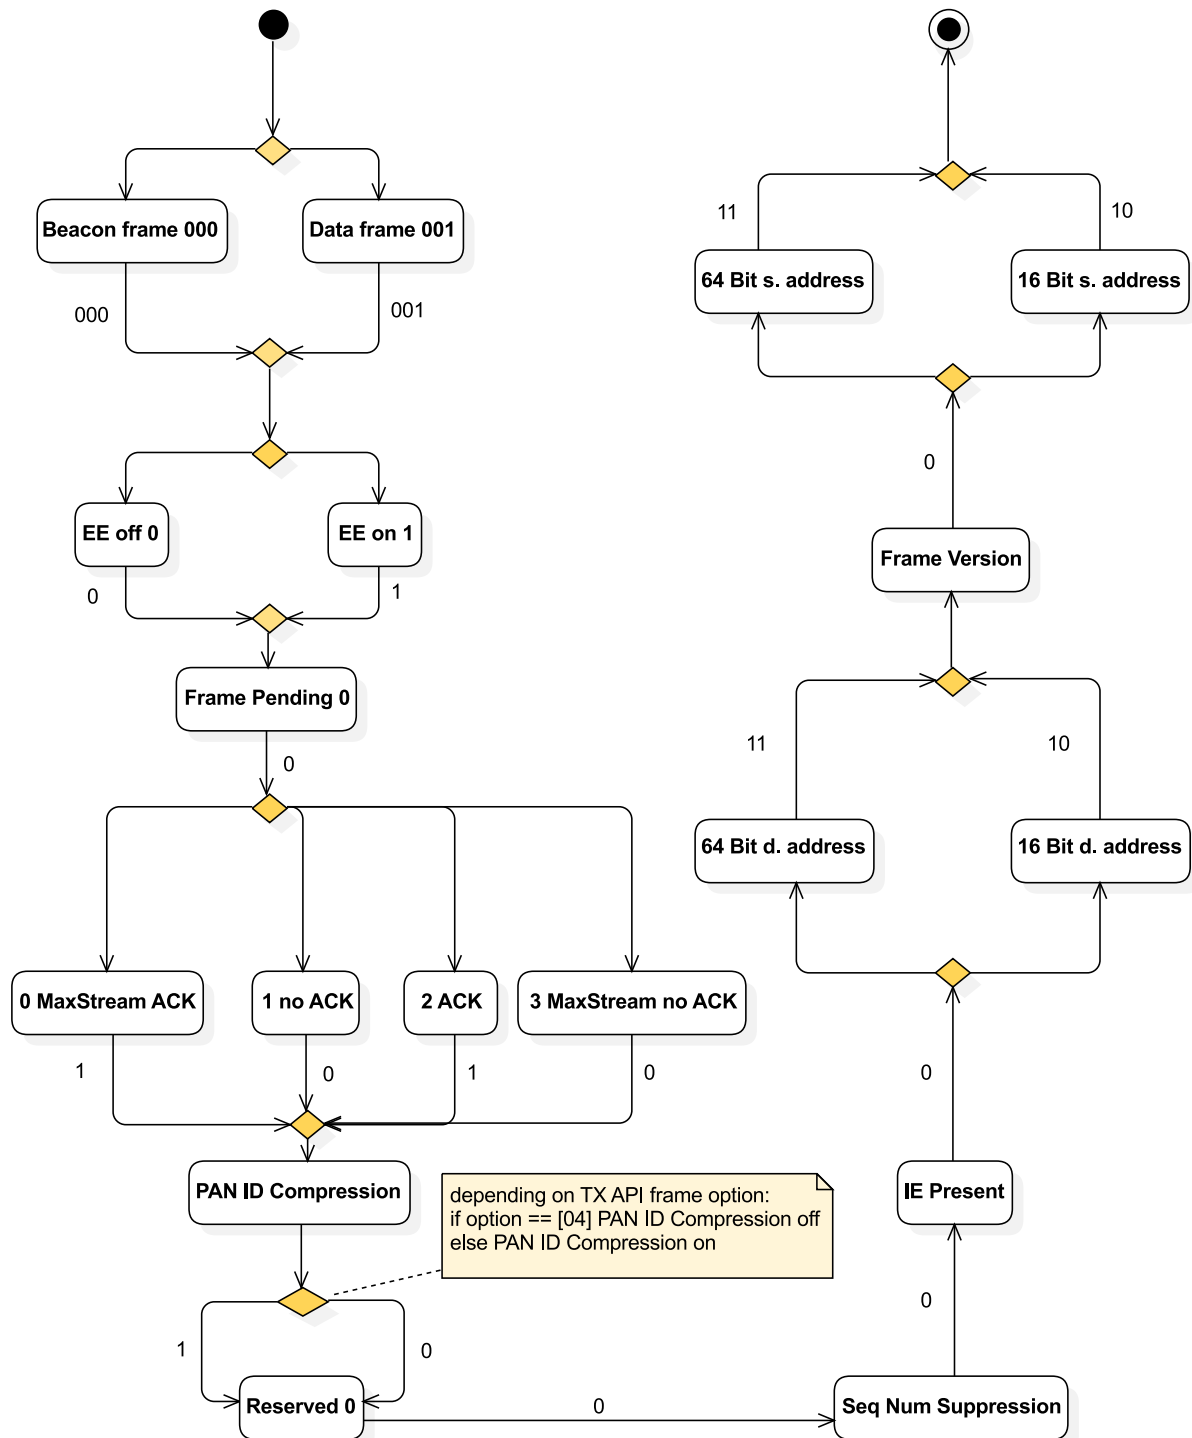 Beacon frame 000
Data frame 001
000
001
EE off 0
EE on 1
0
1
Frame Pending 0
0
0 MaxStream ACK
1 no ACK
2 ACK
3 MaxStream no ACK
1
0
1
0
PAN ID Compression
depending on TX API frame option:
if option == [04] PAN ID Compression off
else PAN ID Compression on
1
0
Reserved 0
0
Seq Num Suppression
0
IE Present
0
64 Bit d. address
16 Bit d. address
11
10
Frame Version
0
64 Bit s. address
16 Bit s. address
11
10